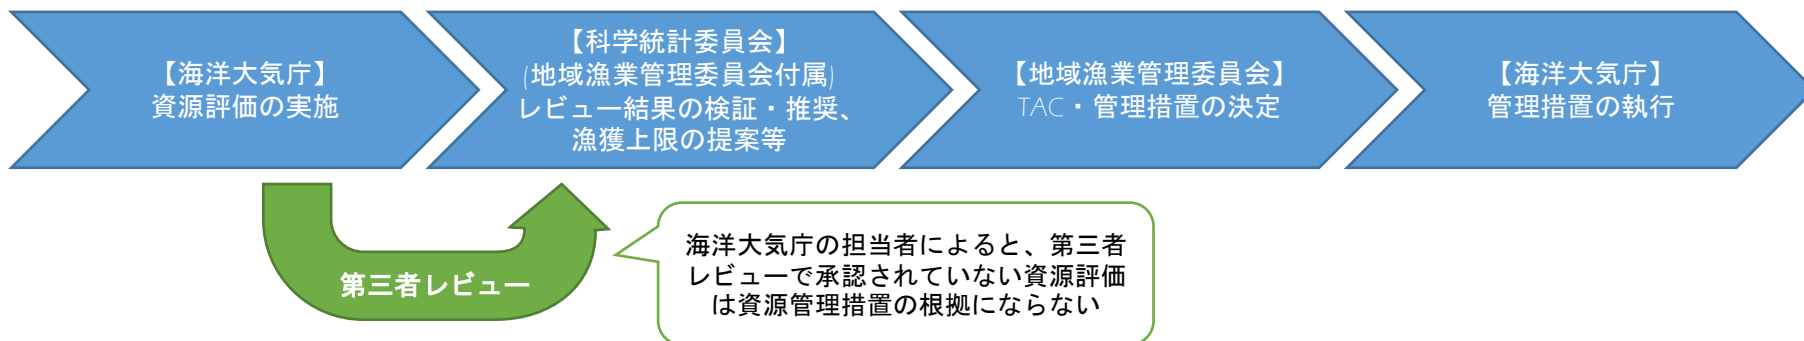 【海洋大気庁】
資源評価の実施
【科学統計委員会】
(地域漁業管理委員会付属)
レビュー結果の検証・推奨、
漁獲上限の提案等
【地域漁業管理委員会】
TAC・管理措置の決定
【海洋大気庁】
管理措置の執行
第三者レビュー
海洋大気庁の担当者によると、第三者
レビューで承認されていない資源評価
は資源管理措置の根拠にならない